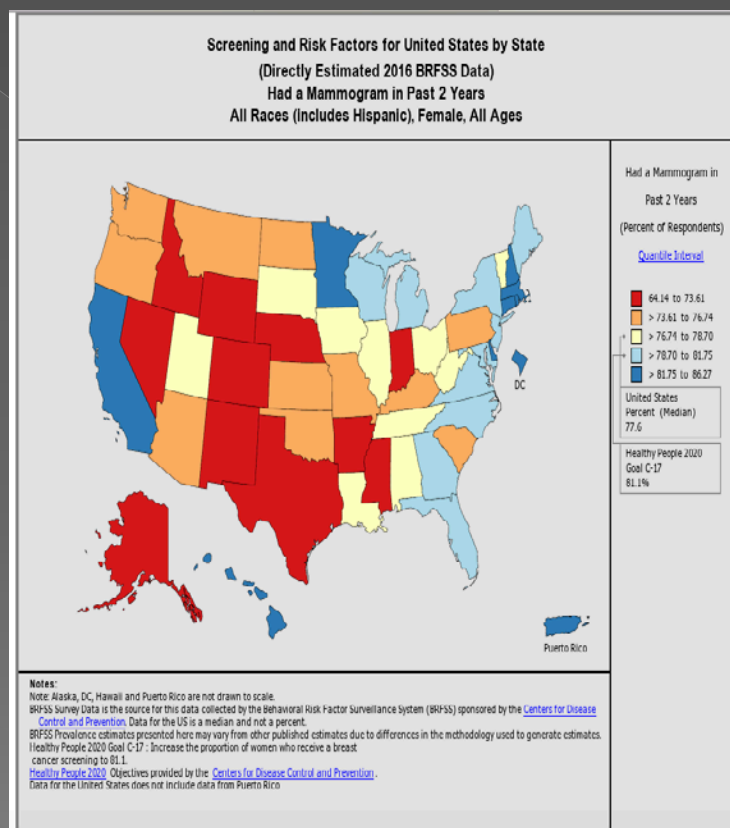 Screening and Risk Factors for United States by State
(Directly Estimated 2016 BRFSS Data)
Had a Mammogram in Past 2 Years
All Races (includes Hispanic), Female, All Ages
Had a Mammogram in
Past 2 Years
(Percent of Respondents)
Quantile Interval
64.14 to 73.61
> 73.61 to 76.74
> 76.74 to 78.70
> 78.70 to 81.75
> 81.75 to 86.27
United States
Percent (Median)
77.6
Healthy People 2020
Goal C-17
81.1%
DC
Puerto Rico
Notes:
Note: Alaska, DC, Hawaii and Puerto Rico are not drawn to scale.
BRFSS Survey Data is the source for this data collected by the Behavioral Risk Factor Surveillance System (BRFSS) sponsored by the Centers for Disease
Control and Prevention. Data for the US is a median and not a percent.
BRFSS Prevalence estimates presented here may vary from other published estimates due to differences in the methodology used to generate estimates.
Healthy People 2020 Goal C-17 : Increase the proportion of women who receive a breast
cancer screening to 81.1.
Healthy People 2020 Objectives provided by the Centers for Disease Control and Prevention .
Data for the United States does not include data from Puerto Rico